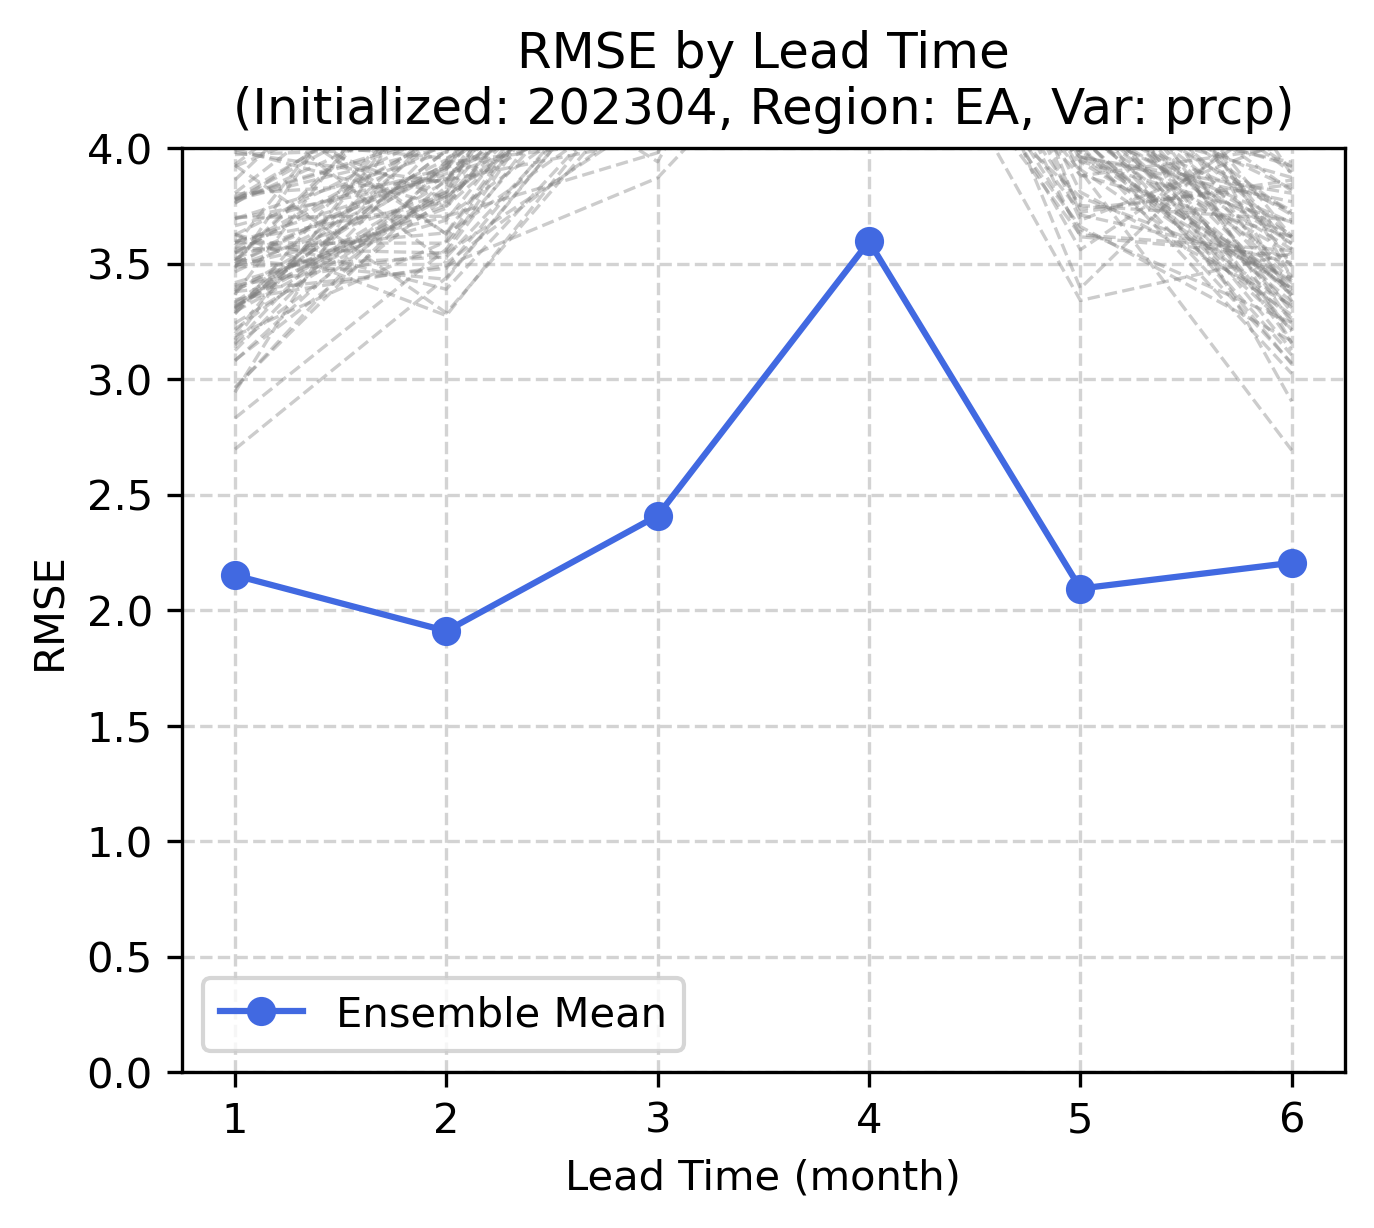 RMSE by Lead Time
(Initialized: 202304, Region: EA, Var: prcp)
4.0
3.5
3.0
2.5
2.0
1.5
1.0
0.5
0.0
RMSE
Ensemble Mean
1 2 3 4 5 6
Lead Time (month)